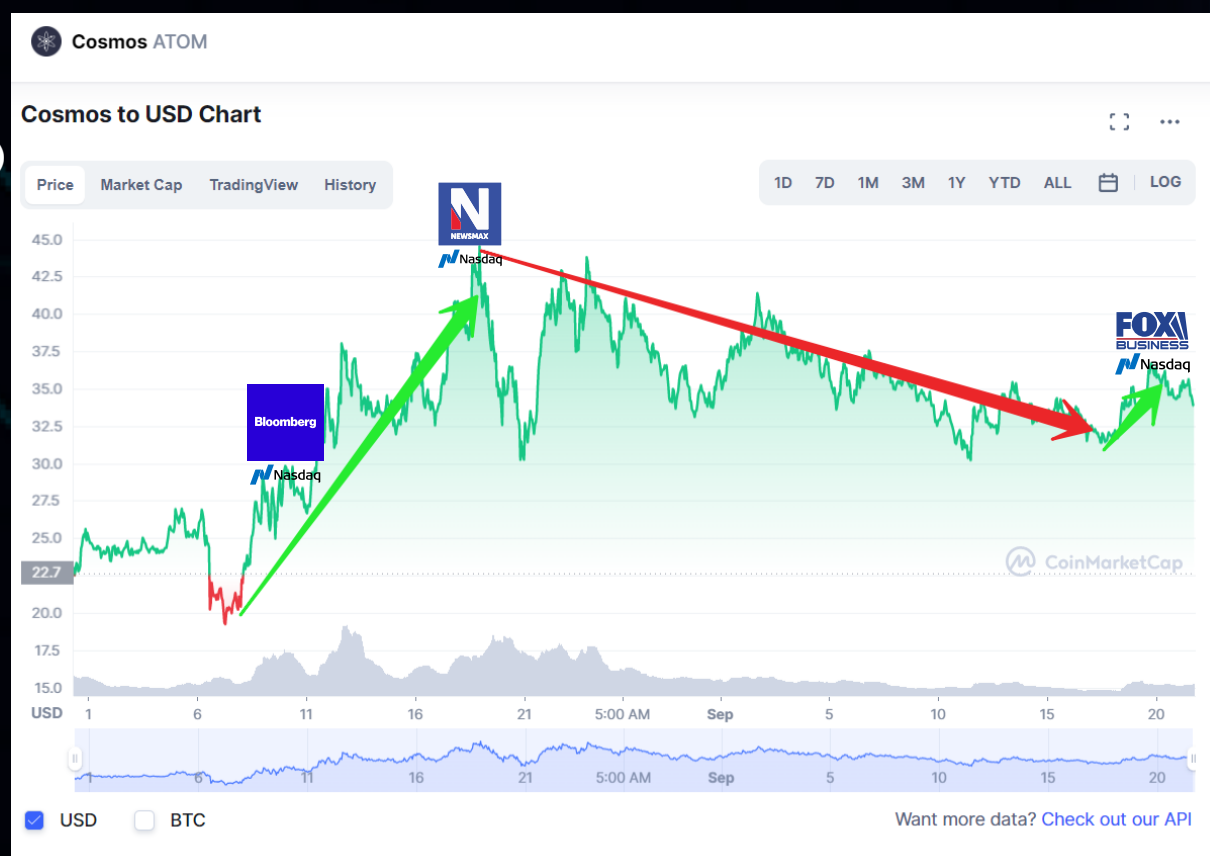 Cosmos ATOM
Cosmos to USD Chart
Price Market Cap TradingView History
1D 7D 1M 3M 1Y YTD ALL LOG
N
NEWSMAX
Nasdaq
45.0
42.5
40.0
37.5
35.0
32.5
30.0
27.5
25.0
22.7
20.0
17.5
15.0
Bloomberg
Nasdaq
FOX
BUSINESS
Nasdaq
CoinMarketCap
USD 1 6 11 16 21 5:00 AM Sep 5 10 15 20
1 6 11 16 21 5:00 AM Sep 5 10 15 20
USD BTC
Want more data? Check out our API